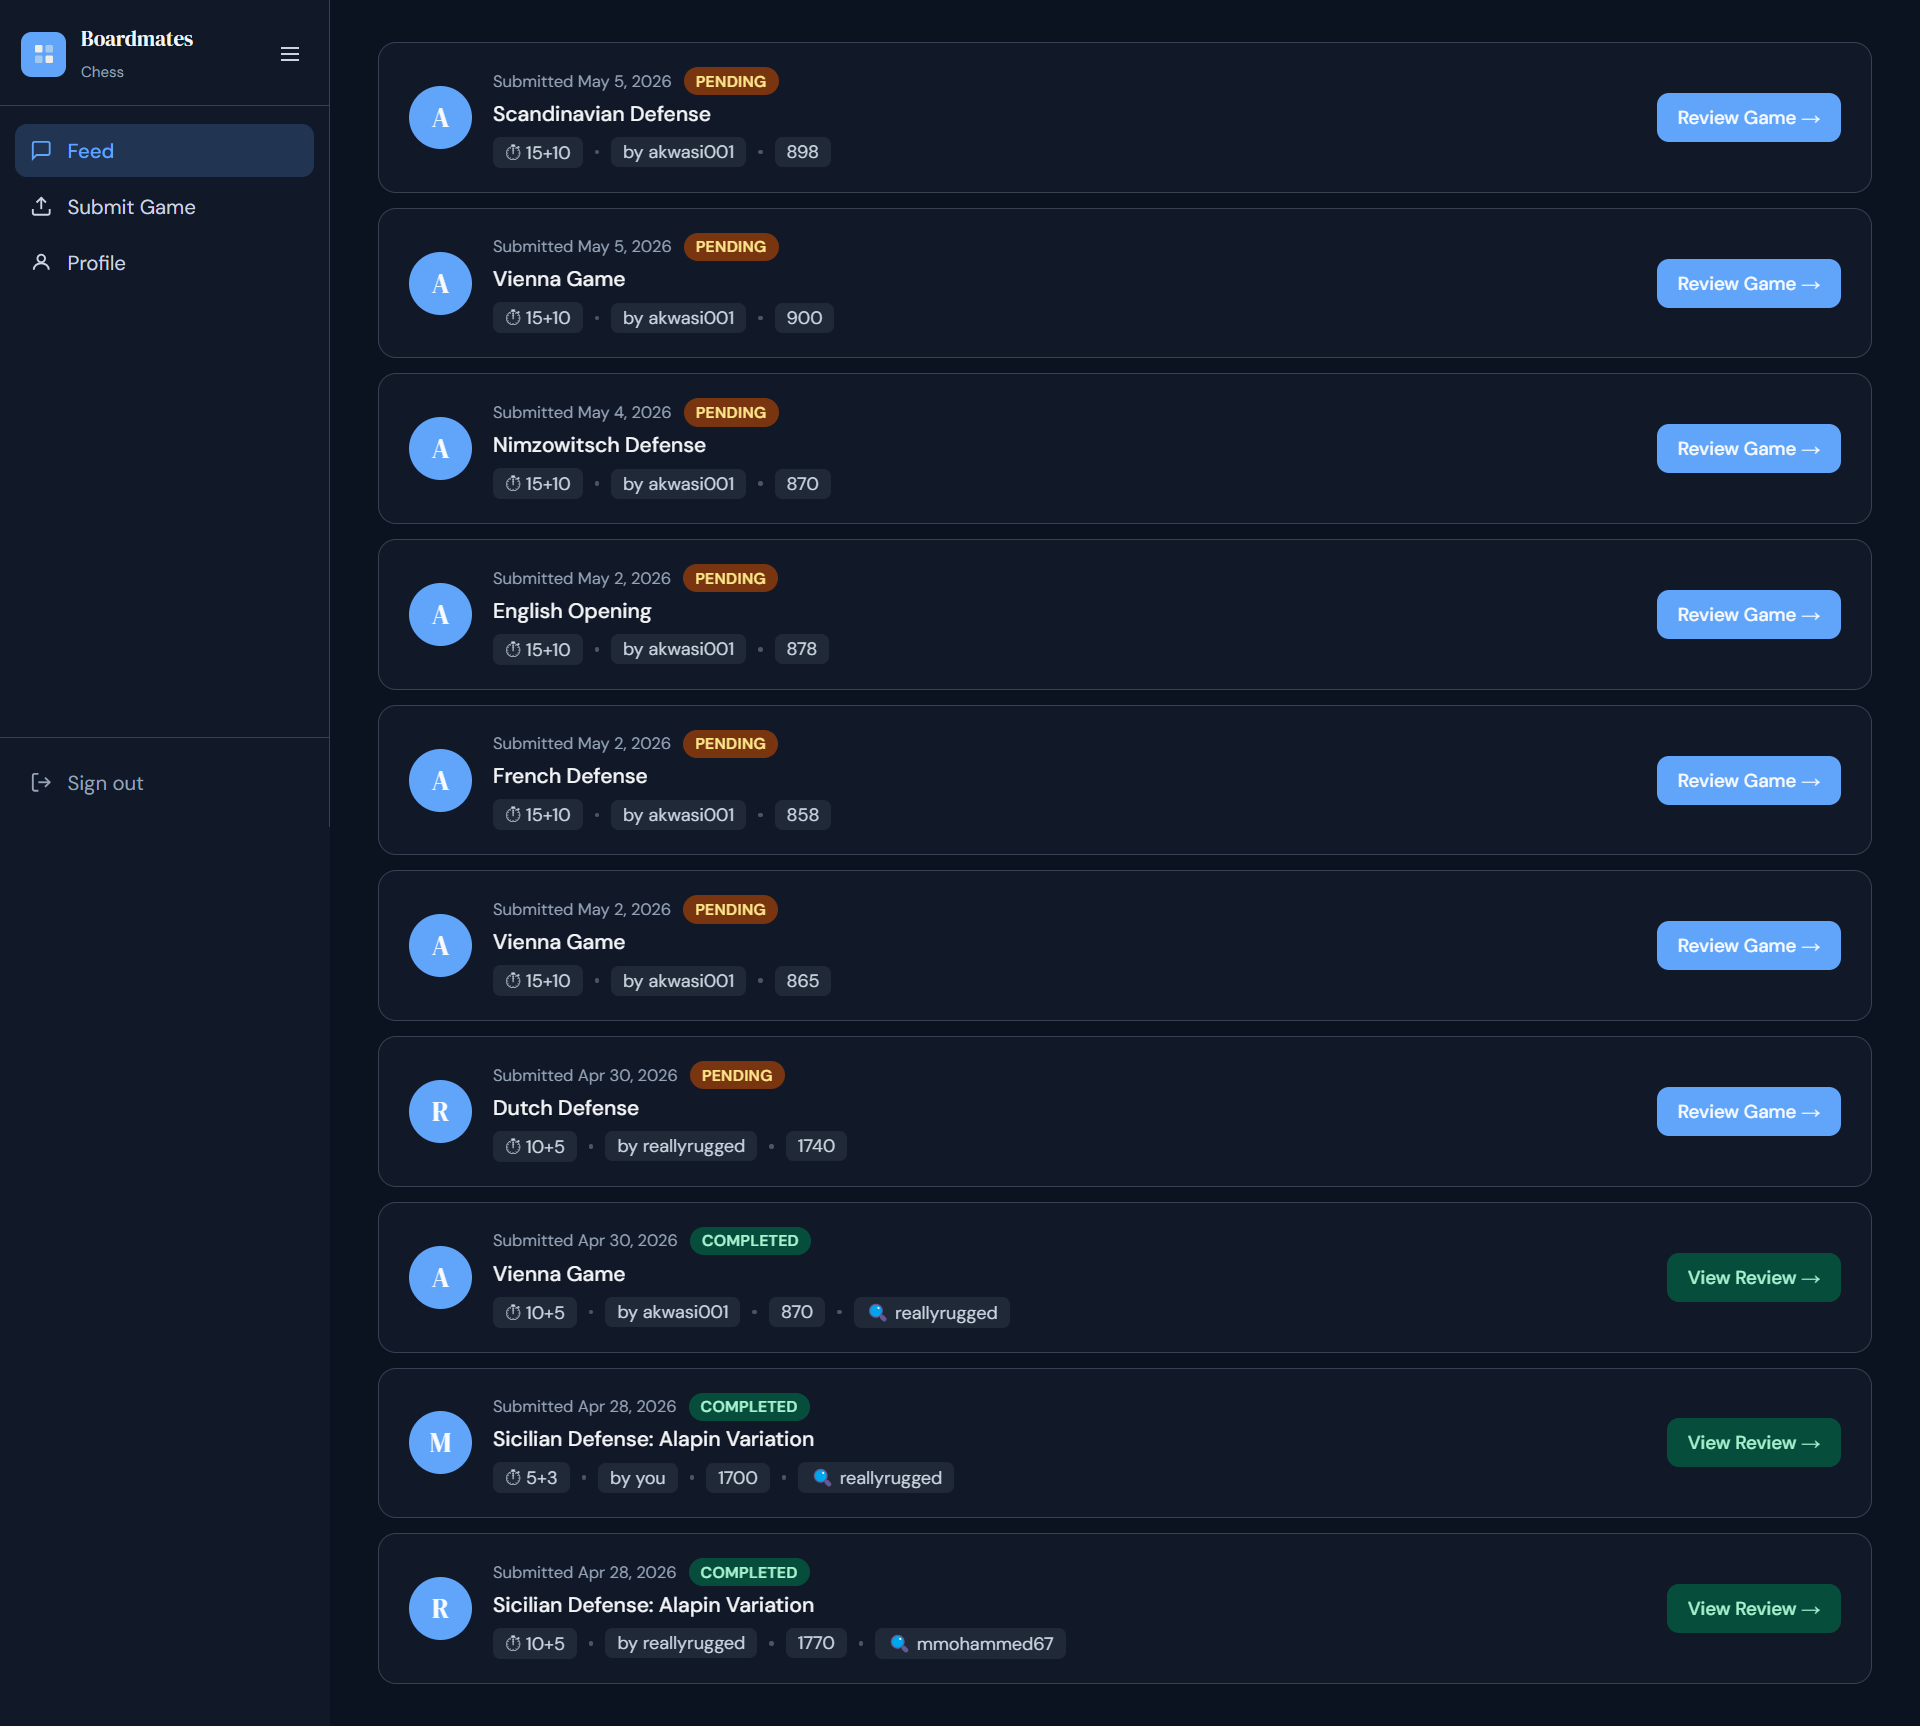 Boardmates
Chess
Feed
Submit Game
Profile
Sign out
Submitted May 5, 2026 PENDING
A
Scandinavian Defense
⏱ 15+10 • by akwasi001 • 898
Review Game →
Submitted May 5, 2026 PENDING
A
Vienna Game
⏱ 15+10 • by akwasi001 • 900
Review Game →
Submitted May 4, 2026 PENDING
A
Nimzowitsch Defense
⏱ 15+10 • by akwasi001 • 870
Review Game →
Submitted May 2, 2026 PENDING
A
English Opening
⏱ 15+10 • by akwasi001 • 878
Review Game →
Submitted May 2, 2026 PENDING
A
French Defense
⏱ 15+10 • by akwasi001 • 858
Review Game →
Submitted May 2, 2026 PENDING
A
Vienna Game
⏱ 15+10 • by akwasi001 • 865
Review Game →
Submitted Apr 30, 2026 PENDING
R
Dutch Defense
⏱ 10+5 • by reallyrugged • 1740
Review Game →
Submitted Apr 30, 2026 COMPLETED
A
Vienna Game
⏱ 10+5 • by akwasi001 • 870 • 🔍 reallyrugged
View Review →
Submitted Apr 28, 2026 COMPLETED
M
Sicilian Defense: Alapin Variation
⏱ 5+3 • by you • 1700 • 🔍 reallyrugged
View Review →
Submitted Apr 28, 2026 COMPLETED
R
Sicilian Defense: Alapin Variation
⏱ 10+5 • by reallyrugged • 1770 • 🔍 mmohammed67
View Review →